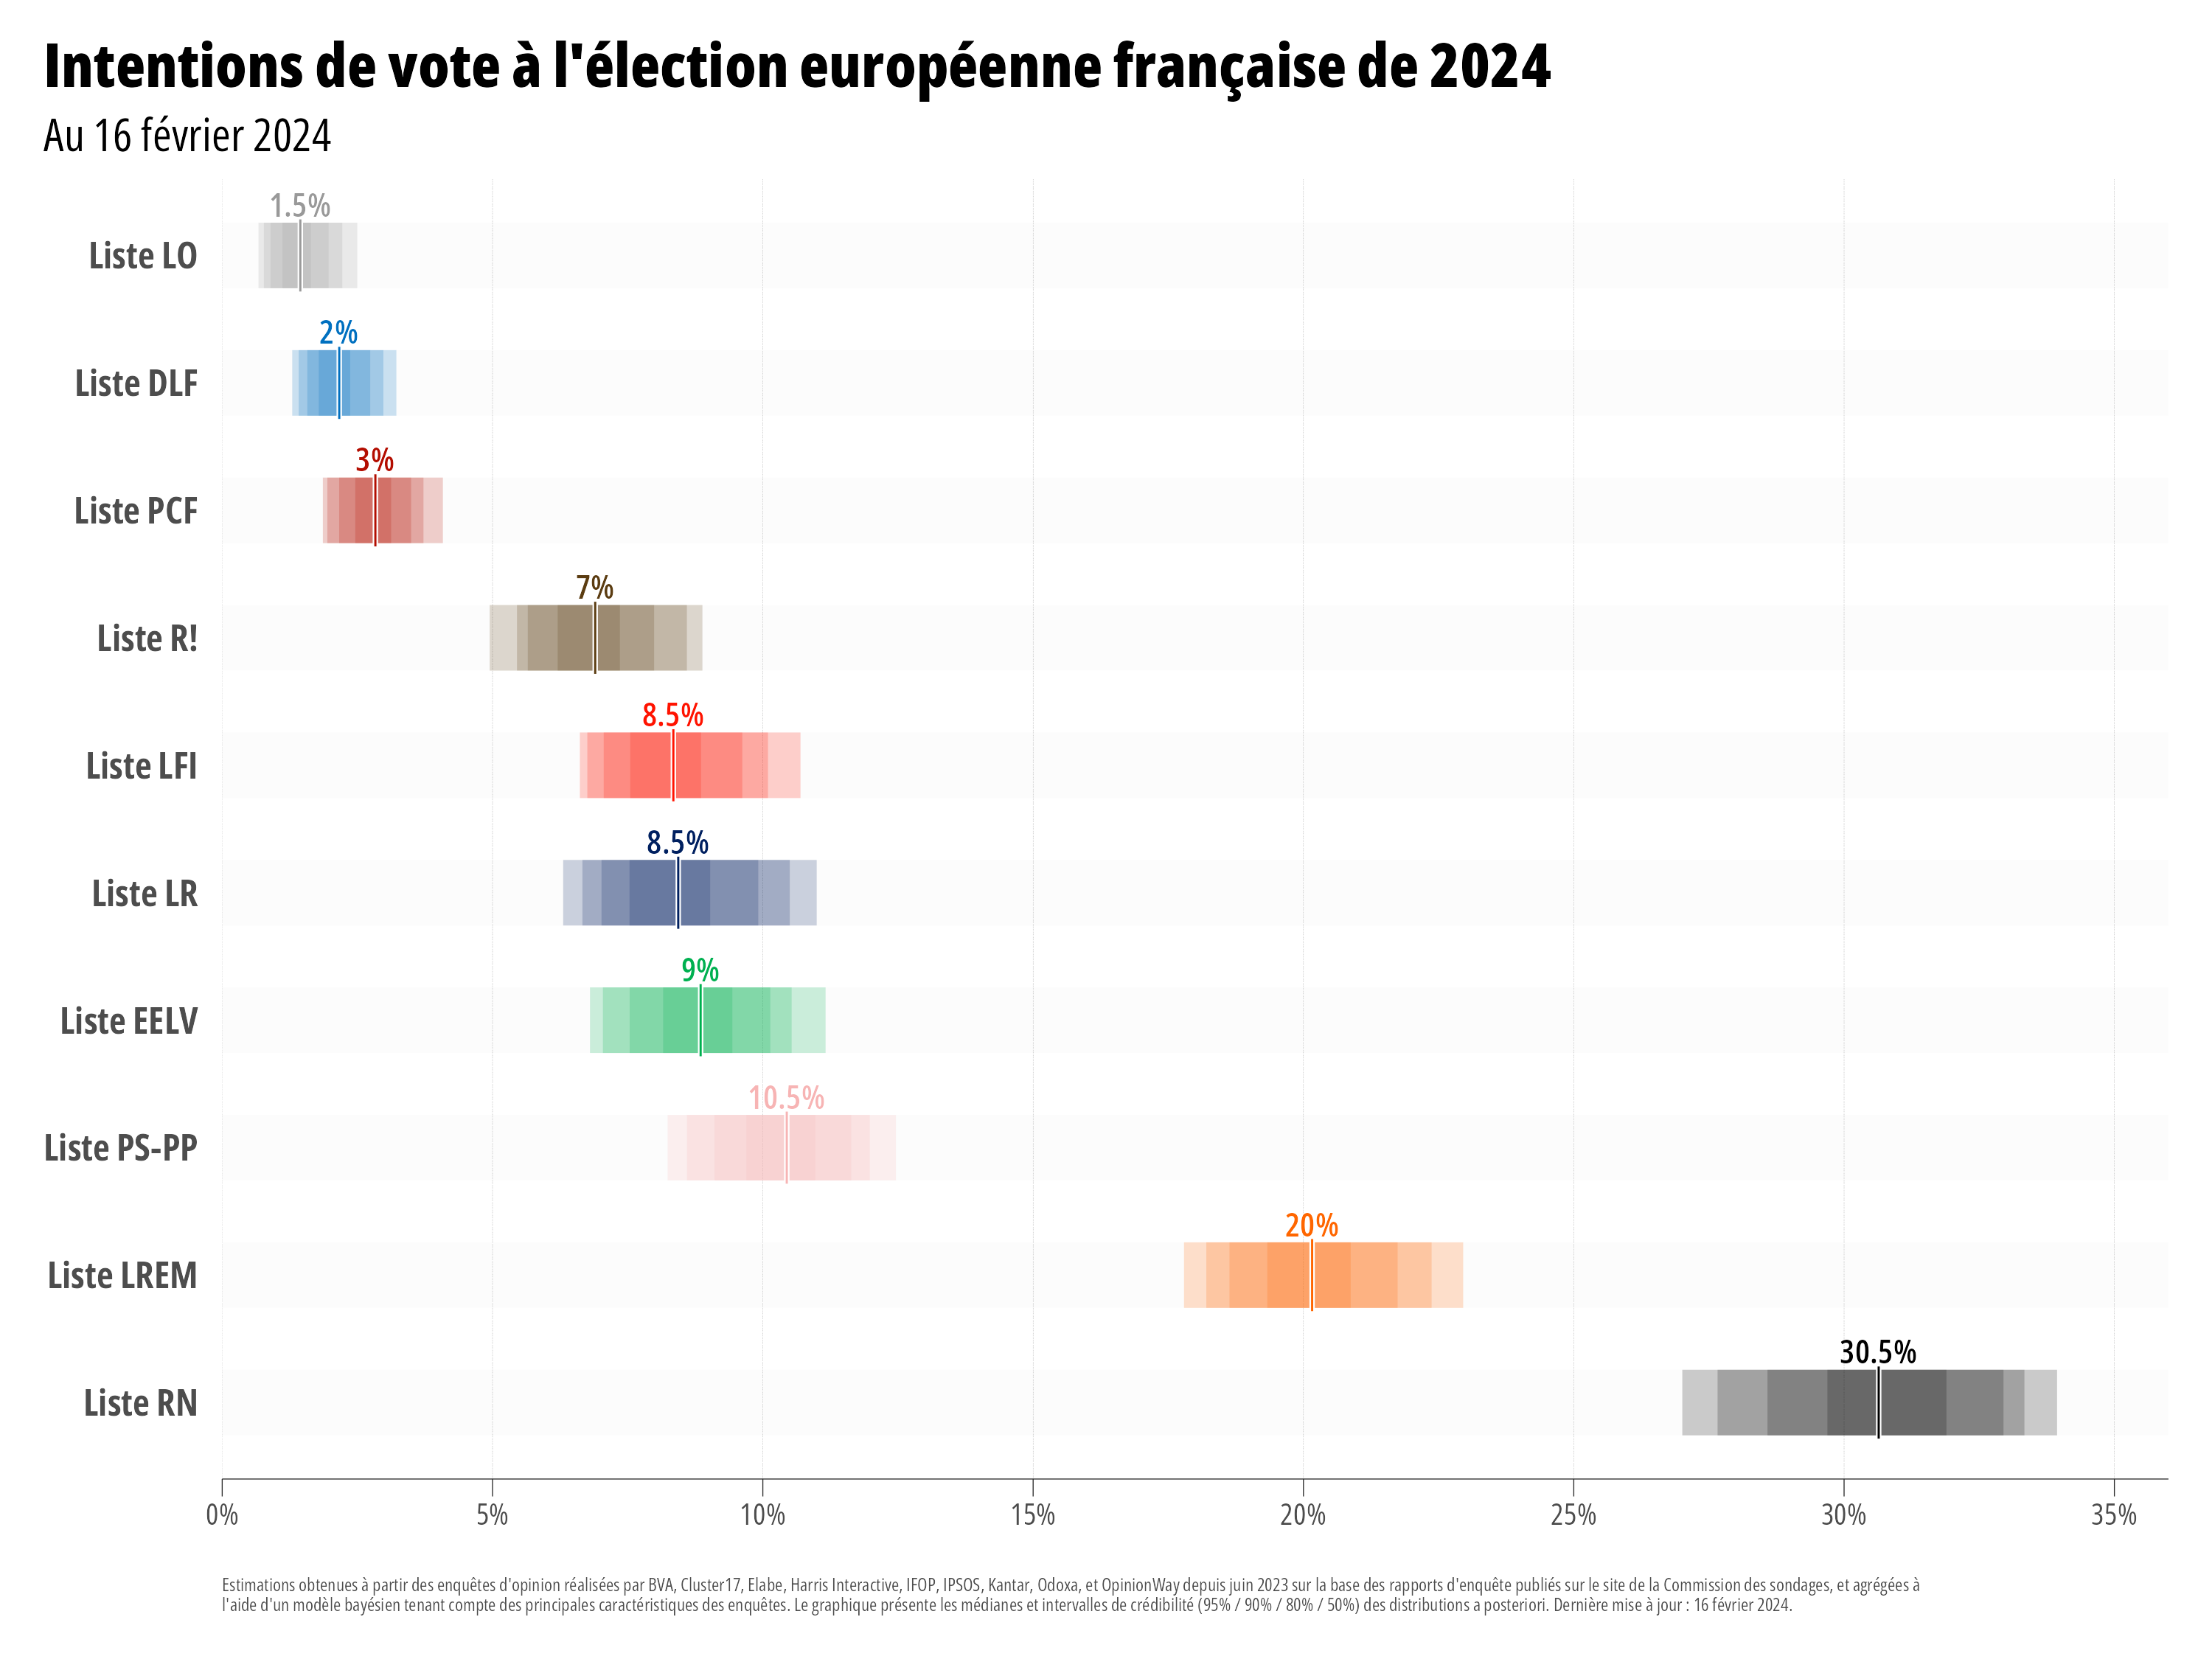 Intentions de vote à l'élection européenne française de 2024
Au 16 février 2024
1.5%
Liste LO
2%
Liste DLF
3%
Liste PCF
7%
Liste R!
8.5%
Liste LFI
8.5%
Liste LR
9%
Liste EELV
10.5%
Liste PS-PP
20%
Liste LREM
30.5%
Liste RN
0% 5% 10% 15% 20% 25% 30% 35%
Estimations obtenues à partir des enquêtes d'opinion réalisées par BVA, Cluster17, Elabe, Harris Interactive, IFOP, IPSOS, Kantar, Odoxa, et OpinionWay depuis juin 2023 sur la base des rapports d'enquête publiés sur le site de la Commission des sondages, et agrégées à
l'aide d'un modèle bayésien tenant compte des principales caractéristiques des enquêtes. Le graphique présente les médianes et intervalles de crédibilité (95% / 90% / 80% / 50%) des distributions a posteriori. Dernière mise à jour : 16 février 2024.